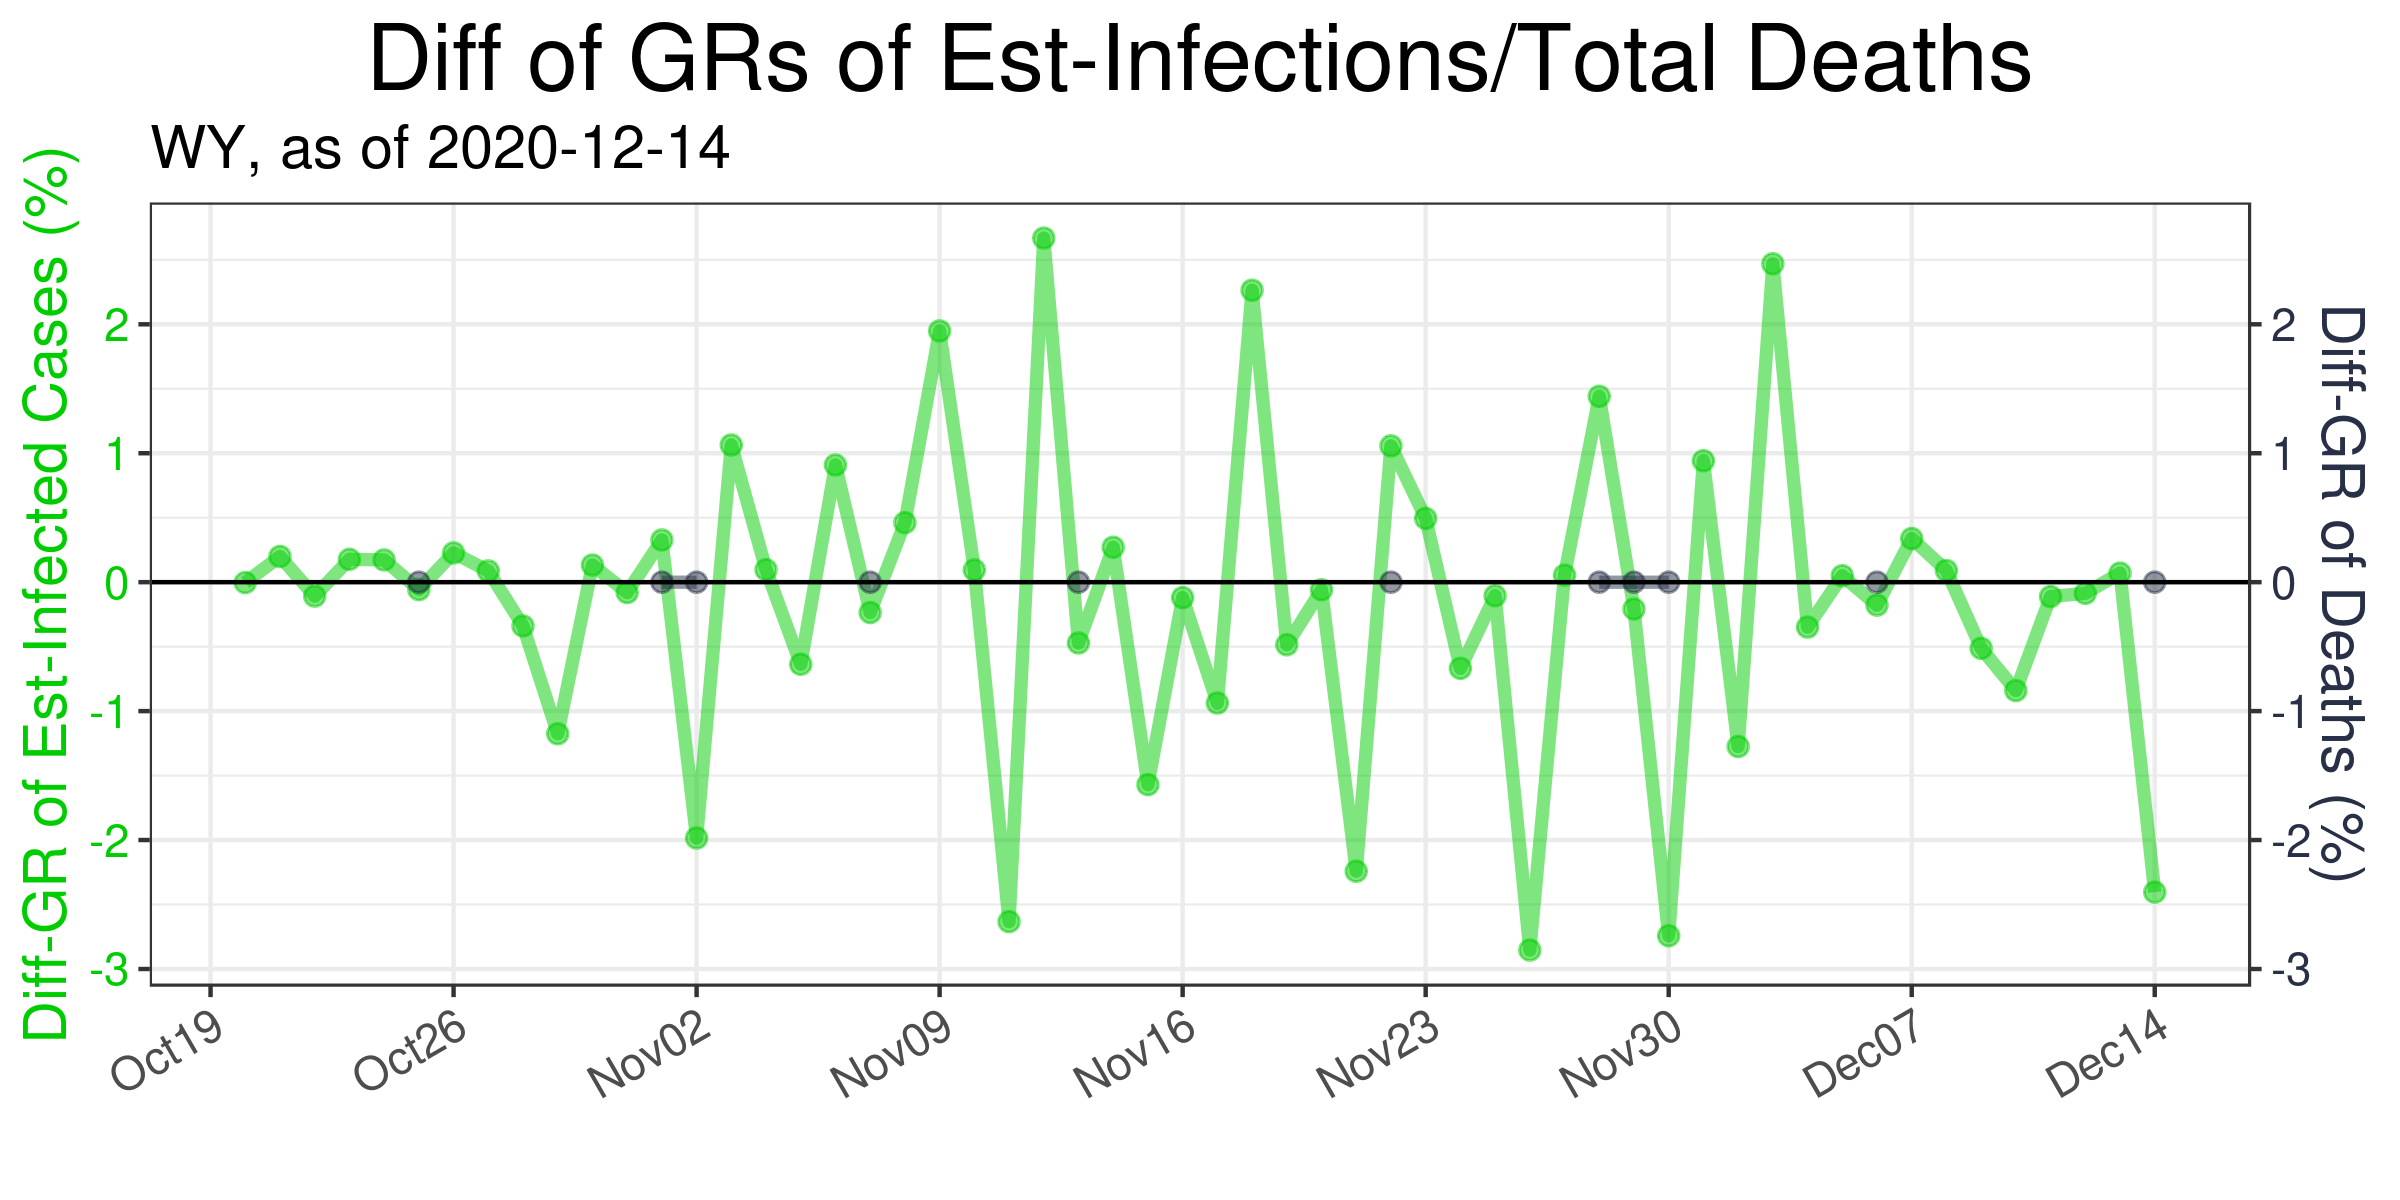 Diff of GRs of Est-Infections/Total Deaths
WY, as of 2020-12-14
Diff-GR of Est-Infected Cases (%)
2
1
0
-1
-2
-3
2
1
0
-1
-2
-3
Diff-GR of Deaths (%)
Oct19
Oct26
Nov02
Nov09
Nov16
Nov23
Nov30
Dec07
Dec14